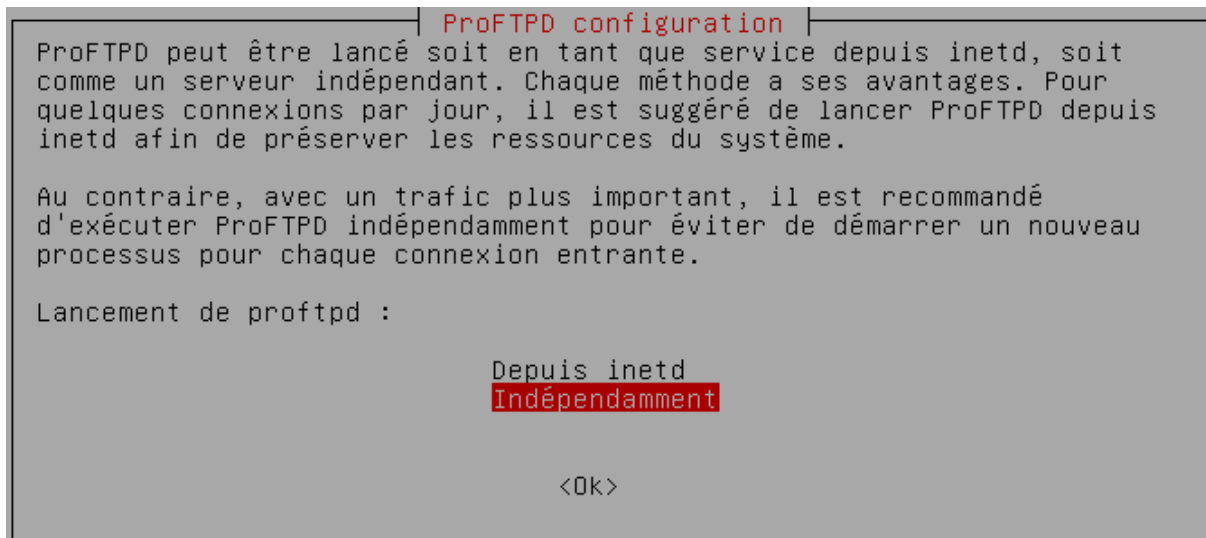 ProFTPD configuration
ProFTPD peut être lancé soit en tant que service depuis inetd, soit
comme un serveur indépendant. Chaque méthode a ses avantages. Pour
quelques connexions par jour, il est suggéré de lancer ProFTPD depuis
inetd afin de préserver les ressources du système.
Au contraire, avec un trafic plus important, il est recommandé
d'exécuter ProFTPD indépendamment pour éviter de démarrer un nouveau
processus pour chaque connexion entrante.
Lancement de proftpd :
Depuis inetd
Indépendamment
<Ok>